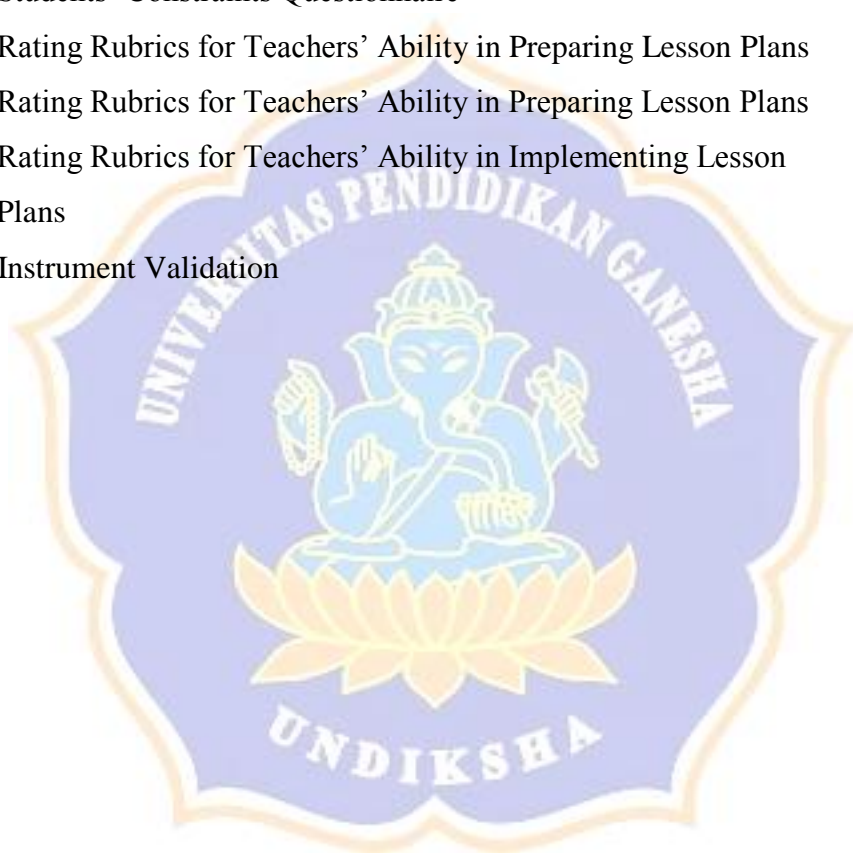 Students' Constraints Questionnaire
Rating Rubrics for Teachers' Ability in Preparing Lesson Plans
Rating Rubrics for Teachers' Ability in Preparing Lesson Plans
Rating Rubrics for Teachers' Ability in Implementing Lesson
Plans
Instrument Validation
UNIVERSITAS PENDIDIKAN GANESHA
UNDIKSHA